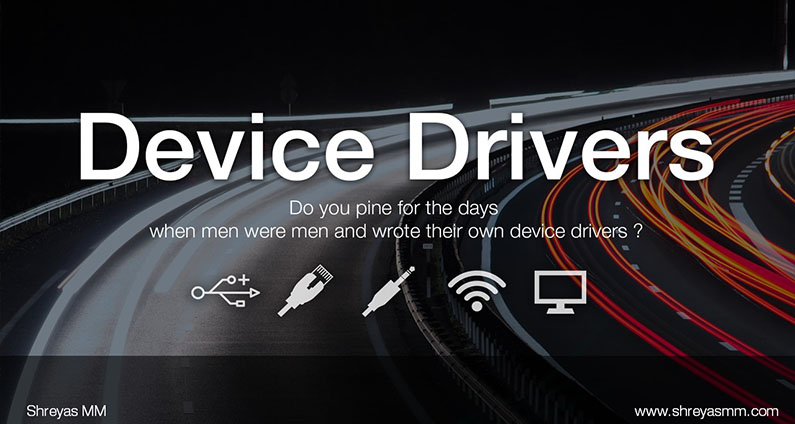 Device Drivers
Do you pine for the days
when men were men and wrote their own device drivers ?
Shreyas MM
www.shreyasmm.com